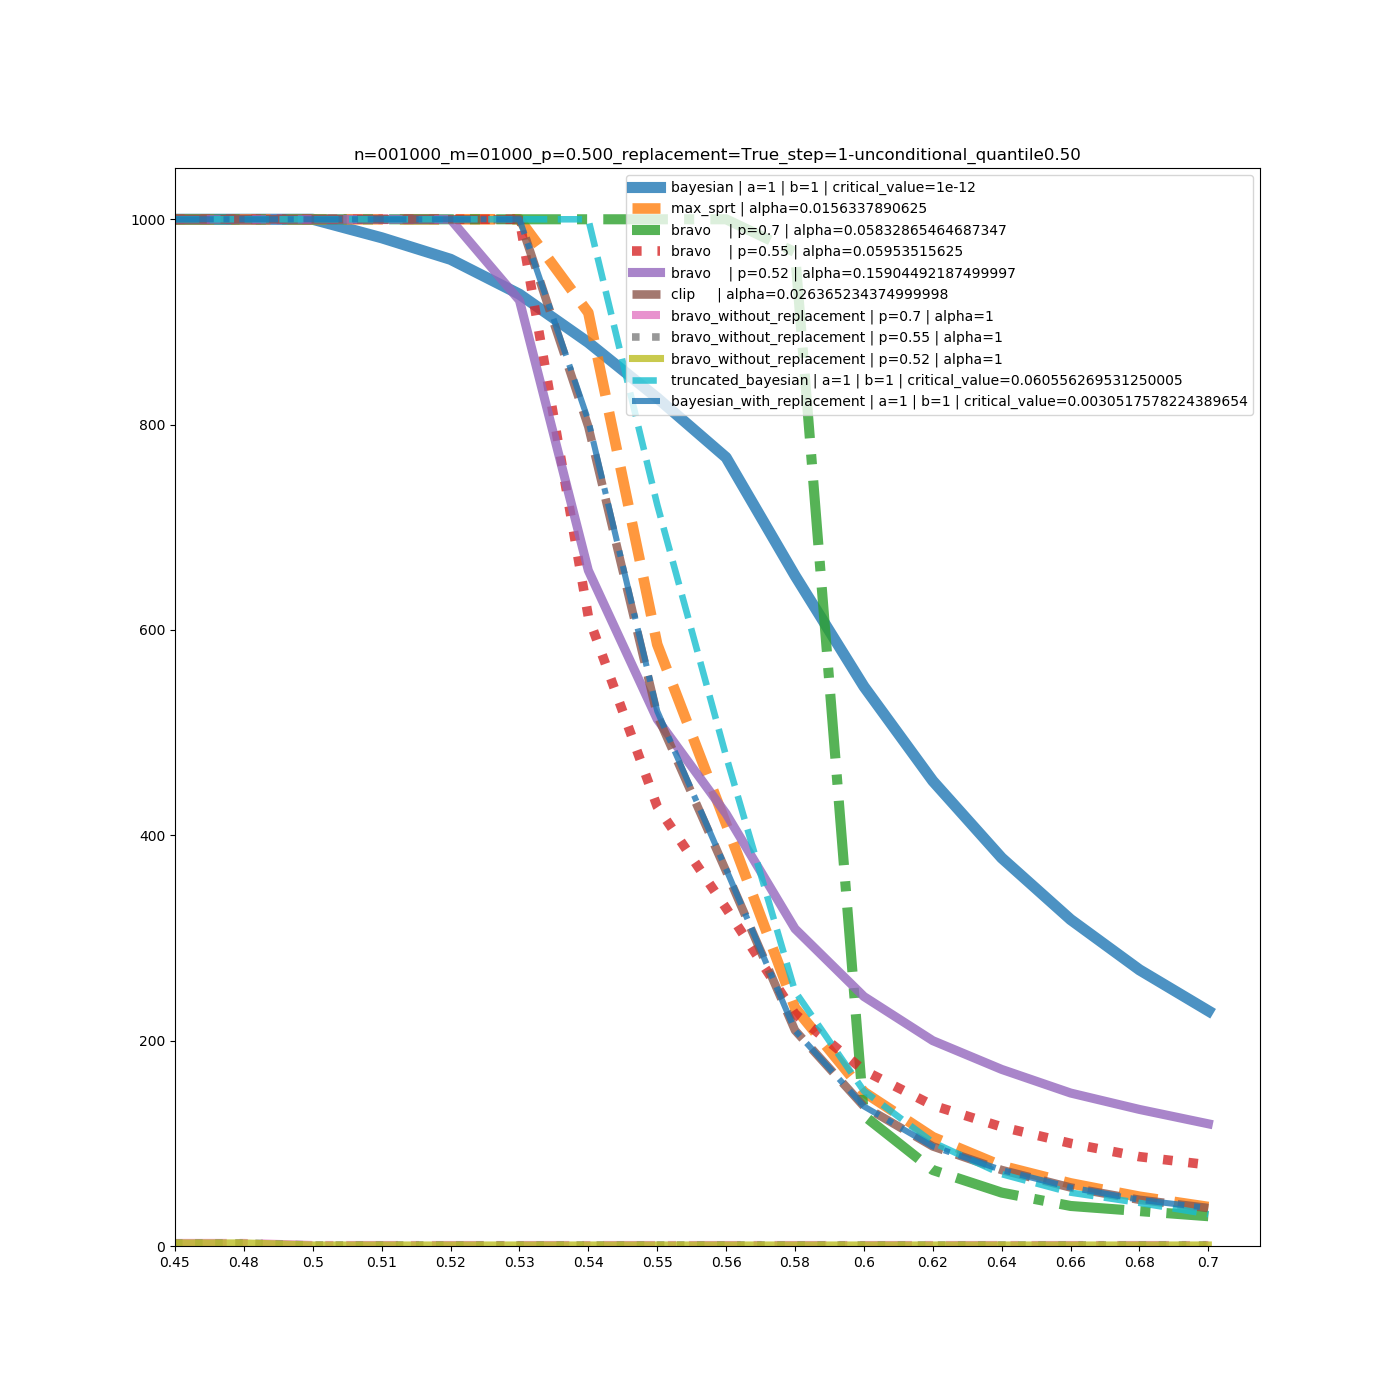 n=001000_m=01000_p=0.500_replacement=True_step=1-unconditional_quantile0.50
bayesian | a=1 | b=1 | critical_value=1e-12
max_sprt | alpha=0.0156337890625
bravo | p=0.7 | alpha=0.05832865464687347
bravo | p=0.55 | alpha=0.05953515625
bravo | p=0.52 | alpha=0.15904492187499997
clip | alpha=0.026365234374999998
bravo_without_replacement | p=0.7 | alpha=1
bravo_without_replacement | p=0.55 | alpha=1
bravo_without_replacement | p=0.52 | alpha=1
truncated_bayesian | a=1 | b=1 | critical_value=0.060556269531250005
bayesian_with_replacement | a=1 | b=1 | critical_value=0.0030517578224389654
1000
800
600
400
200
0
0.45 0.48 0.5 0.51 0.52 0.53 0.54 0.55 0.56 0.58 0.6 0.62 0.64 0.66 0.68 0.7